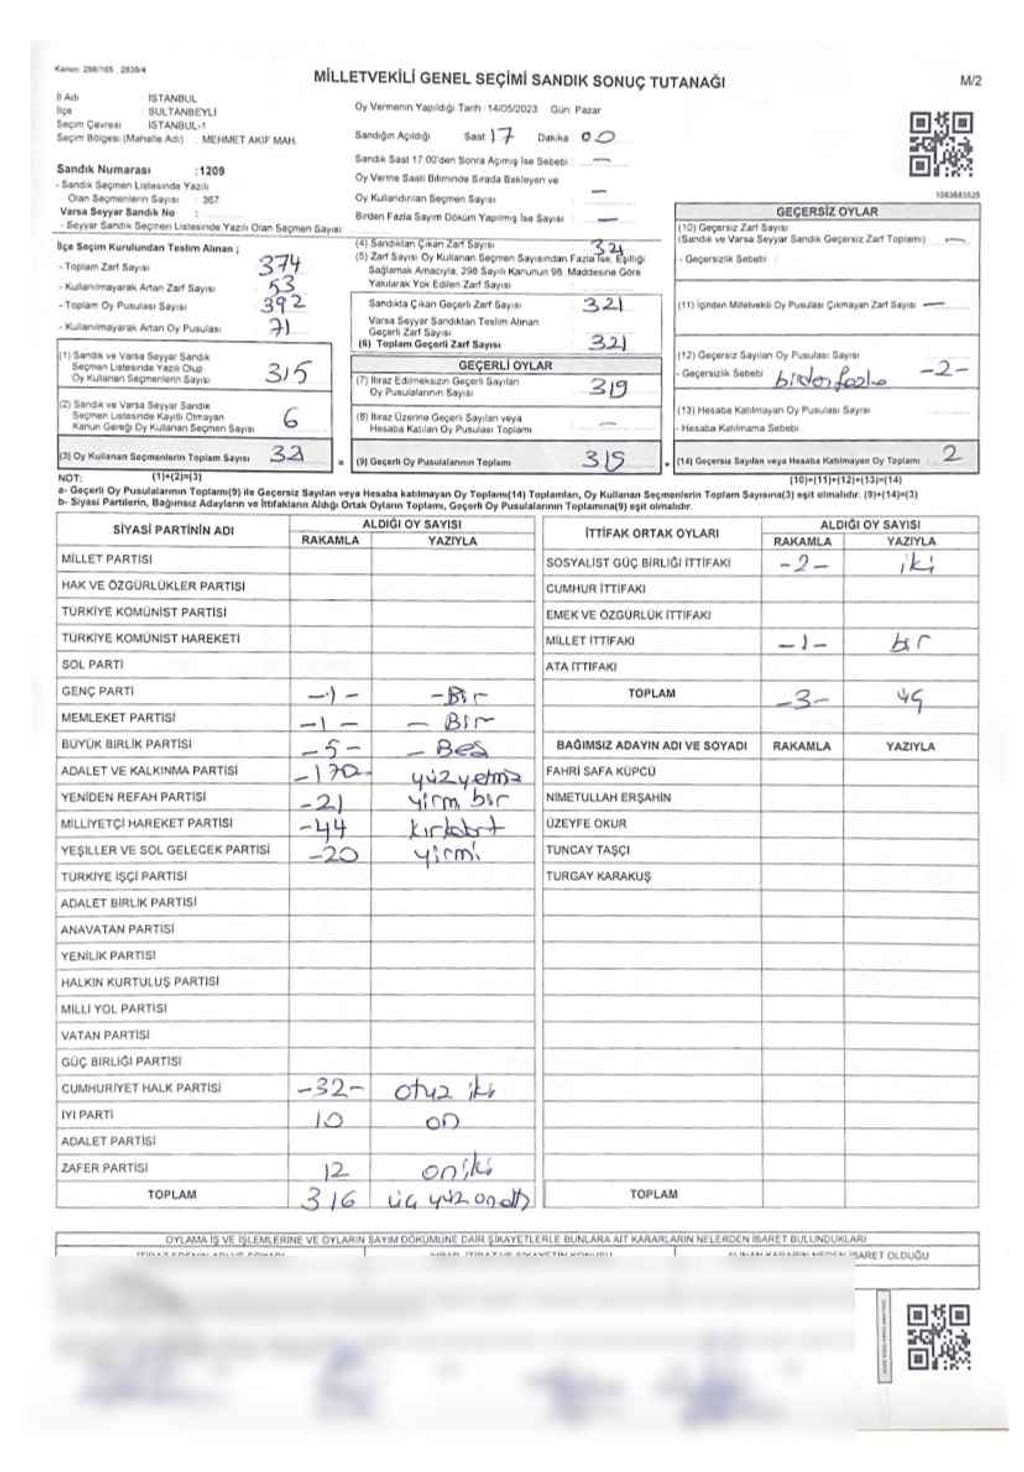 Kanun: 298/165 , 2839/4
MİLLETVEKİLİ GENEL SEÇİMİ SANDIK SONUÇ TUTANAĞI
M/2
İl Adı : İSTANBUL
İlçe : SULTANBEYLİ
Seçim Çevresi : İSTANBUL-1
Seçim Bölgesi (Mahalle Adı) : MEHMET AKİF MAH.
Oy Vermenin Yapıldığı Tarih : 14/05/2023 Gün: Pazar
Sandığın Açıldığı Saat 17 Dakika 00
Sandık Saat 17.00'den Sonra Açılmış İse Sebebi : —
Oy Verme Saati Bitiminde Sırada Bekleyen ve
Oy Kullandırılan Seçmen Sayısı : —
Birden Fazla Sayım Döküm Yapılmış İse Sayısı : —
Sandık Numarası : 1209
- Sandık Seçmen Listesinde Yazılı
Olan Seçmenlerin Sayısı : 367
Varsa Seyyar Sandık No :
- Seyyar Sandık Seçmen Listesinde Yazılı Olan Seçmen Sayısı :
İlçe Seçim Kurulundan Teslim Alınan ;
- Toplam Zarf Sayısı : 374
- Kullanılmayarak Artan Zarf Sayısı : 53
- Toplam Oy Pusulası Sayısı : 392
- Kullanılmayarak Artan Oy Pusulası : 71
(1) Sandık ve Varsa Seyyar Sandık
Seçmen Listesinde Yazılı Olup
Oy Kullanan Seçmenlerin Sayısı : 315
(2) Sandık ve Varsa Seyyar Sandık
Seçmen Listesinde Kayıtlı Olmayan
Kanun Gereği Oy Kullanan Seçmen Sayısı : 6
(3) Oy Kullanan Seçmenlerin Toplam Sayısı : 321
(4) Sandıktan Çıkan Zarf Sayısı : 321
(5) Zarf Sayısı Oy Kullanan Seçmen Sayısından Fazla İse, Eşitliği
Sağlamak Amacıyla, 298 Sayılı Kanunun 98. Maddesine Göre
Yakılarak Yok Edilen Zarf Sayısı :
Sandıkta Çıkan Geçerli Zarf Sayısı : 321
Varsa Seyyar Sandıktan Teslim Alınan
Geçerli Zarf Sayısı :
(6) Toplam Geçerli Zarf Sayısı : 321
GEÇERLİ OYLAR
(7) İtiraz Edilmeksizin Geçerli Sayılan
Oy Pusulalarının Sayısı : 319
(8) İtiraz Üzerine Geçerli Sayılan veya
Hesaba Katılan Oy Pusulası Toplamı : —
= (9) Geçerli Oy Pusulalarının Toplamı : 319
1093683525
GEÇERSİZ OYLAR
(10) Geçersiz Zarf Sayısı
(Sandık ve Varsa Seyyar Sandık Geçersiz Zarf Toplamı) : —
- Geçersizlik Sebebi :
(11) İçinden Milletvekili Oy Pusulası Çıkmayan Zarf Sayısı : —
(12) Geçersiz Sayılan Oy Pusulası Sayısı : -2-
- Geçersizlik Sebebi : birden fazla
(13) Hesaba Katılmayan Oy Pusulası Sayısı :
- Hesaba Katılmama Sebebi :
+ (14) Geçersiz Sayılan veya Hesaba Katılmayan Oy Toplamı : 2
NOT: (1)+(2)=(3) (10)+(11)+(12)+(13)=(14)
a- Geçerli Oy Pusulalarının Toplamı(9) ile Geçersiz Sayılan veya Hesaba katılmayan Oy Toplamı(14) Toplamları, Oy Kullanan Seçmenlerin Toplam Sayısına(3) eşit olmalıdır. (9)+(14)=(3)
b- Siyasi Partilerin, Bağımsız Adayların ve İttifakların Aldığı Ortak Oyların Toplamı, Geçerli Oy Pusulalarının Toplamına(9) eşit olmalıdır.
SİYASİ PARTİNİN ADI ALDIĞI OY SAYISI
RAKAMLA YAZIYLA
MİLLET PARTİSİ
HAK VE ÖZGÜRLÜKLER PARTİSİ
TÜRKİYE KOMÜNİST PARTİSİ
TÜRKİYE KOMÜNİST HAREKETİ
SOL PARTİ
GENÇ PARTİ -1- -Bir
MEMLEKET PARTİSİ -1- - Bir
BÜYÜK BİRLİK PARTİSİ -5- - Beş
ADALET VE KALKINMA PARTİSİ -170- yüzyetmiş
YENİDEN REFAH PARTİSİ -21 yirmi bir
MİLLİYETÇİ HAREKET PARTİSİ -44 kırkdört
YEŞİLLER VE SOL GELECEK PARTİSİ -20 yirmi
TÜRKİYE İŞÇİ PARTİSİ
ADALET BİRLİK PARTİSİ
ANAVATAN PARTİSİ
YENİLİK PARTİSİ
HALKIN KURTULUŞ PARTİSİ
MİLLİ YOL PARTİSİ
VATAN PARTİSİ
GÜÇ BİRLİĞİ PARTİSİ
CUMHURİYET HALK PARTİSİ -32- otuz iki
İYİ PARTİ 10 on
ADALET PARTİSİ
ZAFER PARTİSİ 12 oniki
TOPLAM 316 üç yüz onaltı
İTTİFAK ORTAK OYLARI ALDIĞI OY SAYISI
RAKAMLA YAZIYLA
SOSYALİST GÜÇ BİRLİĞİ İTTİFAKI -2- iki
CUMHUR İTTİFAKI
EMEK VE ÖZGÜRLÜK İTTİFAKI
MİLLET İTTİFAKI -1- bir
ATA İTTİFAKI
TOPLAM -3- üç
BAĞIMSIZ ADAYIN ADI VE SOYADI RAKAMLA YAZIYLA
FAHRİ SAFA KÜPCÜ
NİMETULLAH ERŞAHİN
ÜZEYFE OKUR
TUNCAY TAŞÇI
TURGAY KARAKUŞ
TOPLAM
OYLAMA İŞ VE İŞLEMLERİNE VE OYLARIN SAYIM DÖKÜMÜNE DAİR ŞİKAYETLERLE BUNLARA AİT KARARLARIN NELERDEN İBARET BULUNDUKLARI
ALINAN KARARIN NEDEN İBARET OLDUĞU